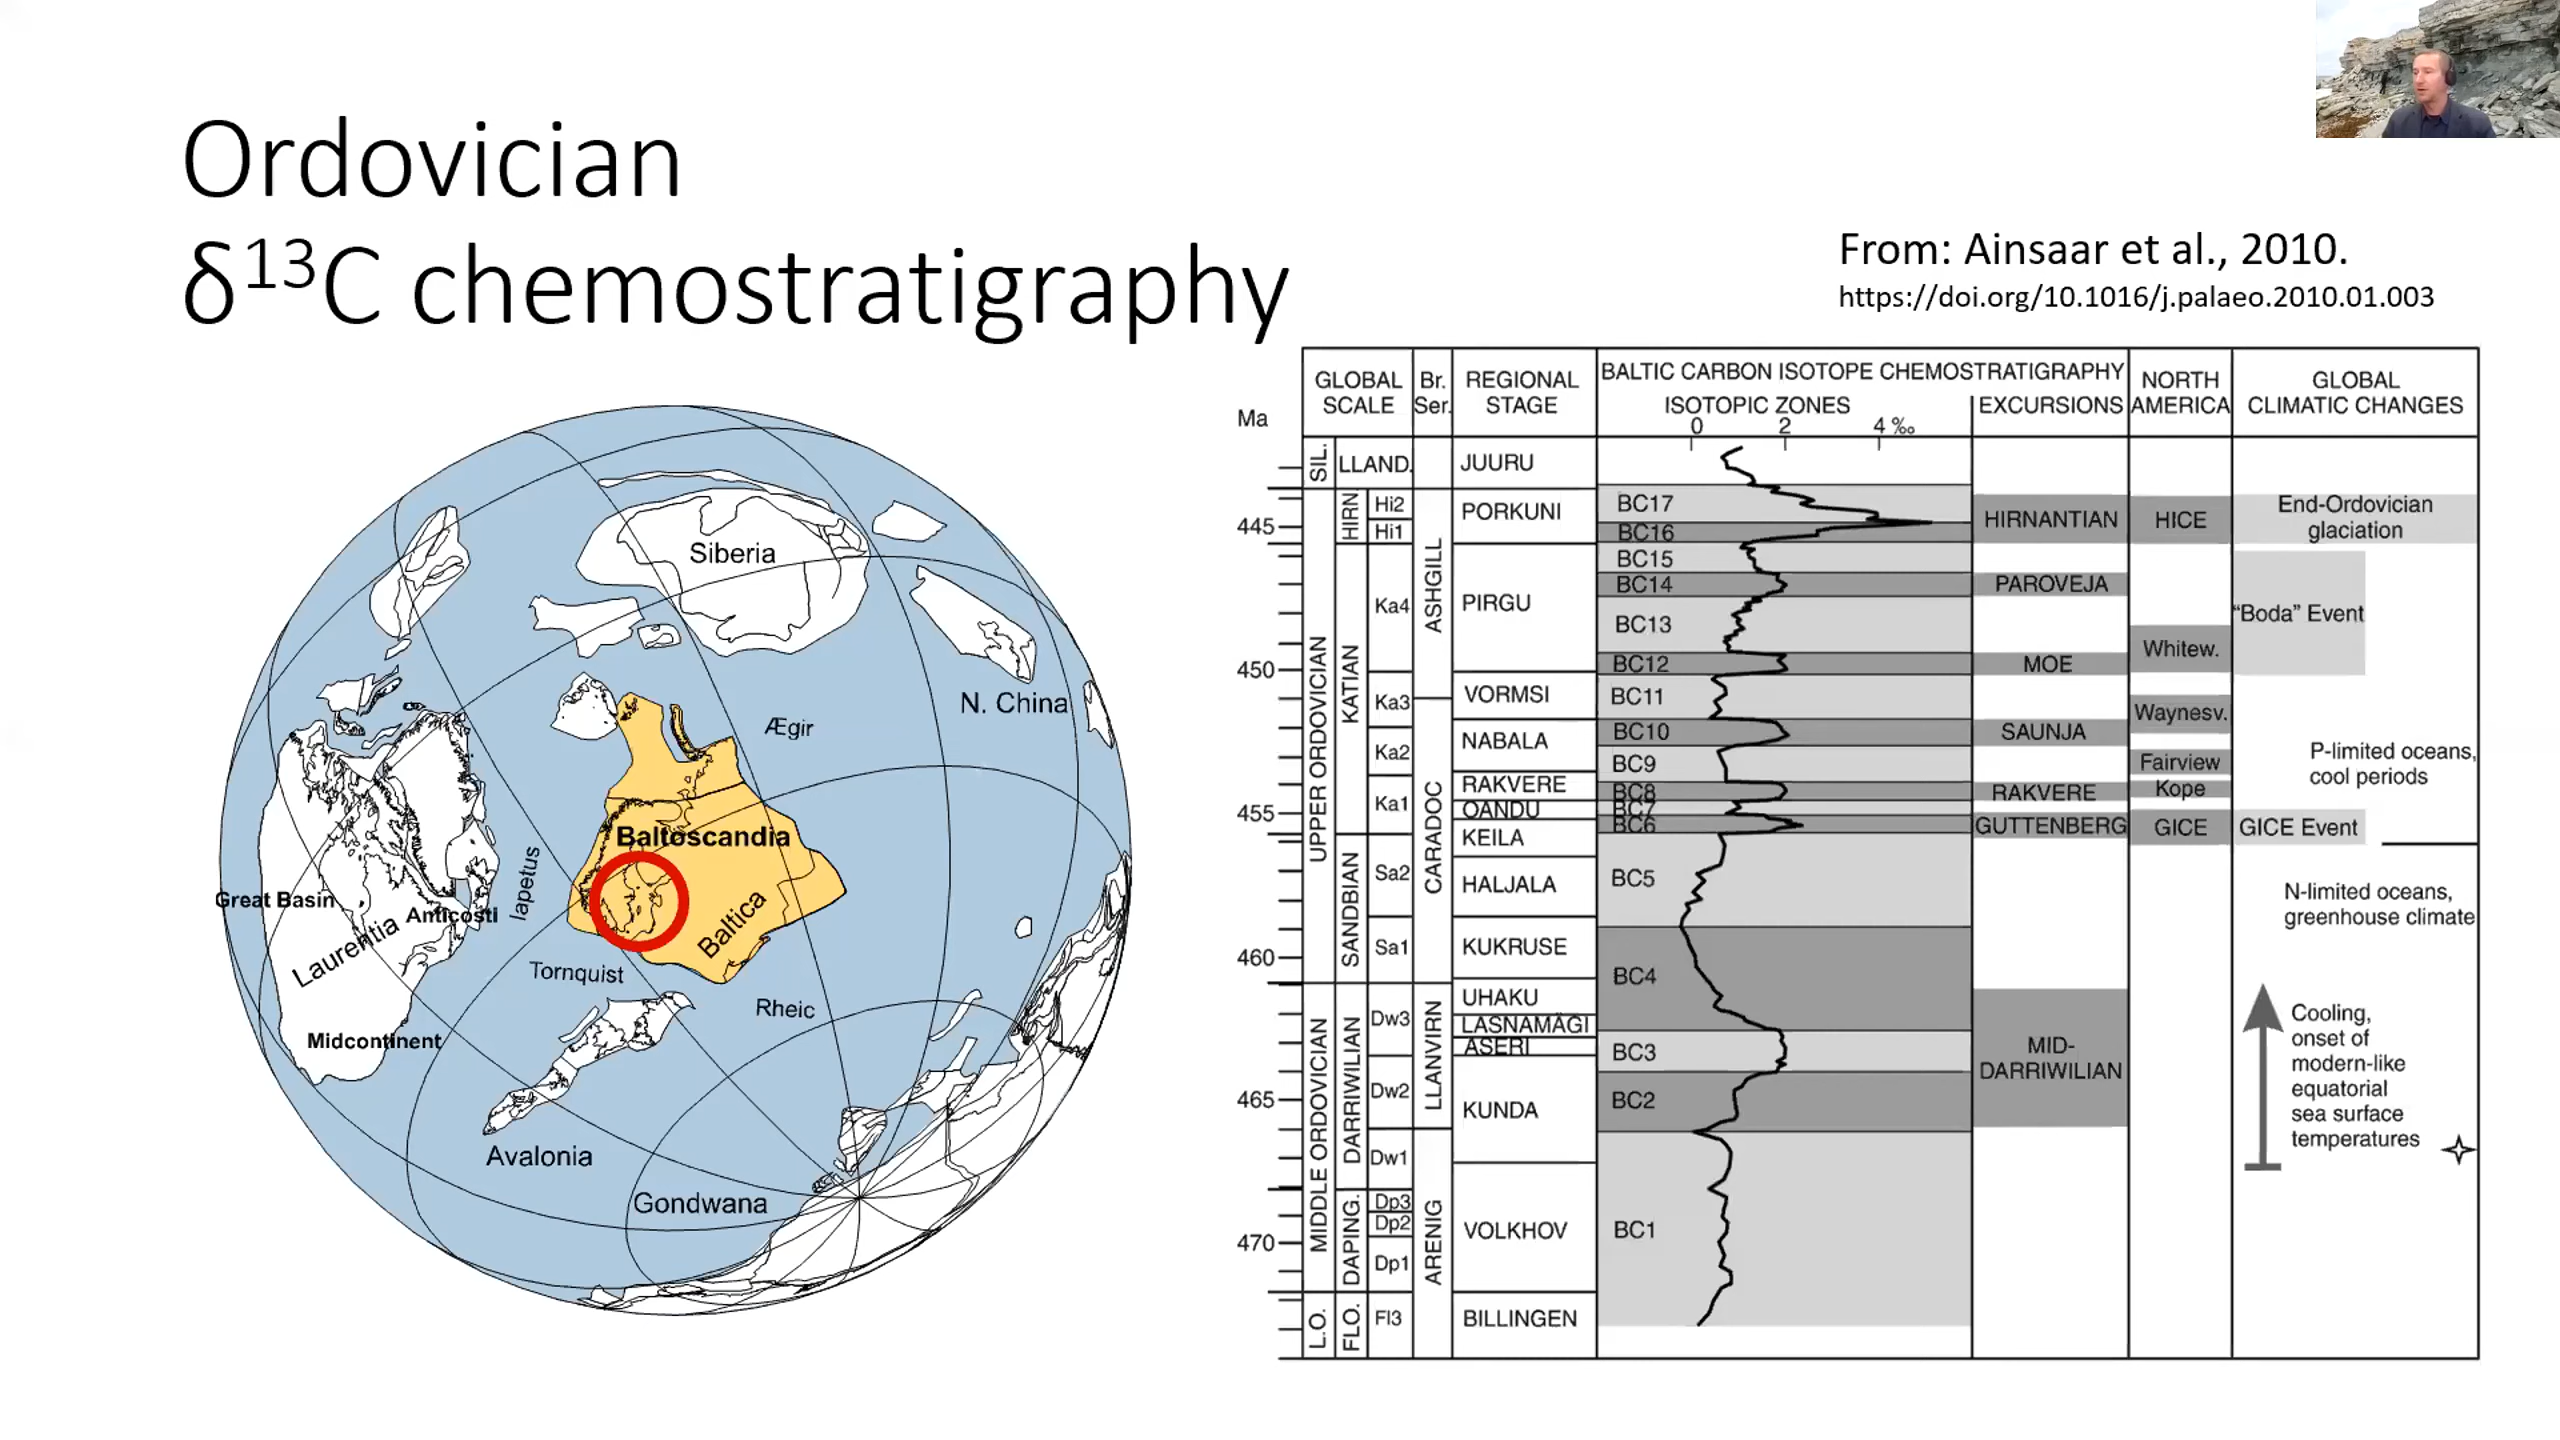 Ordovician
δ¹³C chemostratigraphy
From: Ainsaar et al., 2010.
https://doi.org/10.1016/j.palaeo.2010.01.003
Siberia
N. China
Ægir
Baltoscandia
Baltica
Iapetus
Great Basin
Anticosti
Laurentia
Tornquist
Rheic
Midcontinent
Avalonia
Gondwana
Ma
GLOBAL
SCALE
Br.
Ser.
REGIONAL
STAGE
BALTIC CARBON ISOTOPE CHEMOSTRATIGRAPHY
ISOTOPIC ZONES
EXCURSIONS
0 2 4 ‰
NORTH
AMERICA
GLOBAL
CLIMATIC CHANGES
445
450
455
460
465
470
SIL.
UPPER ORDOVICIAN
MIDDLE ORDOVICIAN
L.O.
LLAND.
HIRN
KATIAN
SANDBIAN
DARRIWILIAN
DAPING.
FLO.
Hi2
Hi1
Ka4
Ka3
Ka2
Ka1
Sa2
Sa1
Dw3
Dw2
Dw1
Dp3
Dp2
Dp1
Fl3
ASHGILL
CARADOC
LLANVIRN
ARENIG
JUURU
PORKUNI
PIRGU
VORMSI
NABALA
RAKVERE
OANDU
KEILA
HALJALA
KUKRUSE
UHAKU
LASNAMÄGI
ASERI
KUNDA
VOLKHOV
BILLINGEN
BC17
BC16
BC15
BC14
BC13
BC12
BC11
BC10
BC9
BC8
BC7
BC6
BC5
BC4
BC3
BC2
BC1
HIRNANTIAN
PAROVEJA
MOE
SAUNJA
RAKVERE
GUTTENBERG
MID-
DARRIWILIAN
HICE
Whitew.
Waynesv.
Fairview
Kope
GICE
End-Ordovician
glaciation
“Boda” Event
P-limited oceans,
cool periods
GICE Event
N-limited oceans,
greenhouse climate
Cooling,
onset of
modern-like
equatorial
sea surface
temperatures